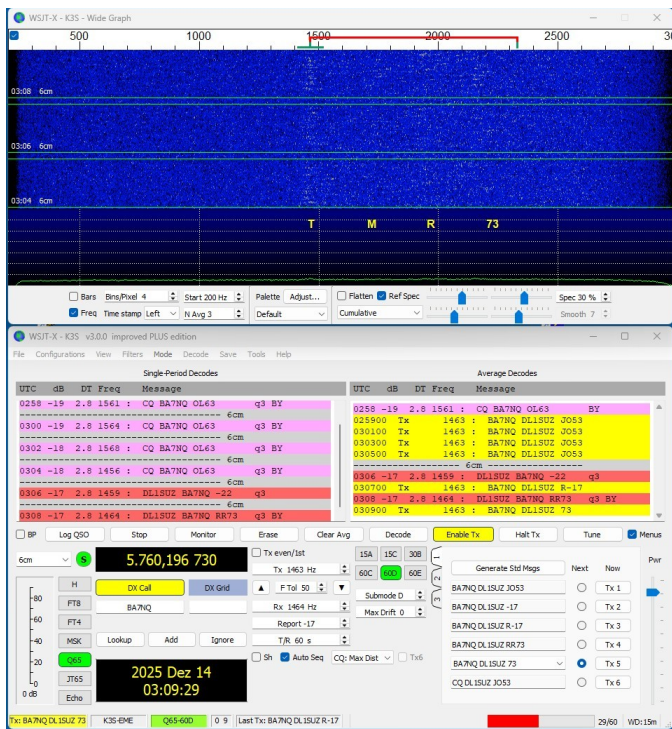 WSJT-X - K3S - Wide Graph
500 1000 1500 2000 2500
03:08 6cm
03:06 6cm
03:04 6cm
T M R 73
Bars Bins/Pixel 4 Start 200 Hz Palette Adjust... Flatten Ref Spec Spec 30 %
Freq Time stamp Left N Avg 3 Default Cumulative Smooth 7
WSJT-X - K3S v3.0.0 improved PLUS edition
File Configurations View Filters Mode Decode Save Tools Help
Single-Period Decodes
UTC dB DT Freq Message
0258 -19 2.8 1561 : CQ BA7NQ OL63 q3 BY
------------------------- 6cm
0300 -19 2.8 1564 : CQ BA7NQ OL63 q3 BY
------------------------- 6cm
0302 -18 2.8 1568 : CQ BA7NQ OL63 q3 BY
------------------------- 6cm
0304 -18 2.8 1456 : CQ BA7NQ OL63 q3 BY
------------------------- 6cm
0306 -17 2.8 1459 : DL1SUZ BA7NQ -22 q3
------------------------- 6cm
0308 -17 2.8 1464 : DL1SUZ BA7NQ RR73 q3 BY
Average Decodes
UTC dB DT Freq Message
0258 -19 2.8 1561 : CQ BA7NQ OL63 BY
025900 Tx 1463 : BA7NQ DL1SUZ JO53
030100 Tx 1463 : BA7NQ DL1SUZ JO53
030300 Tx 1463 : BA7NQ DL1SUZ JO53
030500 Tx 1463 : BA7NQ DL1SUZ JO53
------------------------- 6cm
0306 -17 2.8 1459 : DL1SUZ BA7NQ -22 q3
030700 Tx 1463 : BA7NQ DL1SUZ R-17
0308 -17 2.8 1464 : DL1SUZ BA7NQ RR73 q3 BY
030900 Tx 1463 : BA7NQ DL1SUZ 73
BP Log QSO Stop Monitor Erase Clear Avg Decode Enable Tx Halt Tx Tune Menus
6cm S 5.760,196 730
Tx even/1st
Tx 1463 Hz
F Tol 50
Rx 1464 Hz
Report -17
T/R 60 s
Sh Auto Seq CQ: Max Dist Tx6
15A 15C 30B
60C 60D 60E
Submode D
Max Drift 0
1
2
3
H
FT8
FT4
MSK
Q65
JT65
Echo
-80
-60
-40
-20
-0
0 dB
DX Call DX Grid
BA7NQ
Lookup Add Ignore
2025 Dez 14
03:09:29
Generate Std Msgs Next Now Pwr
BA7NQ DL1SUZ JO53 Tx 1
BA7NQ DL1SUZ -17 Tx 2
BA7NQ DL1SUZ R-17 Tx 3
BA7NQ DL1SUZ RR73 Tx 4
BA7NQ DL1SUZ 73 Tx 5
CQ DL1SUZ JO53 Tx 6
Tx: BA7NQ DL1SUZ 73 K3S-EME Q65-60D 0 9 Last Tx: BA7NQ DL1SUZ R-17 29/60 WD:15m